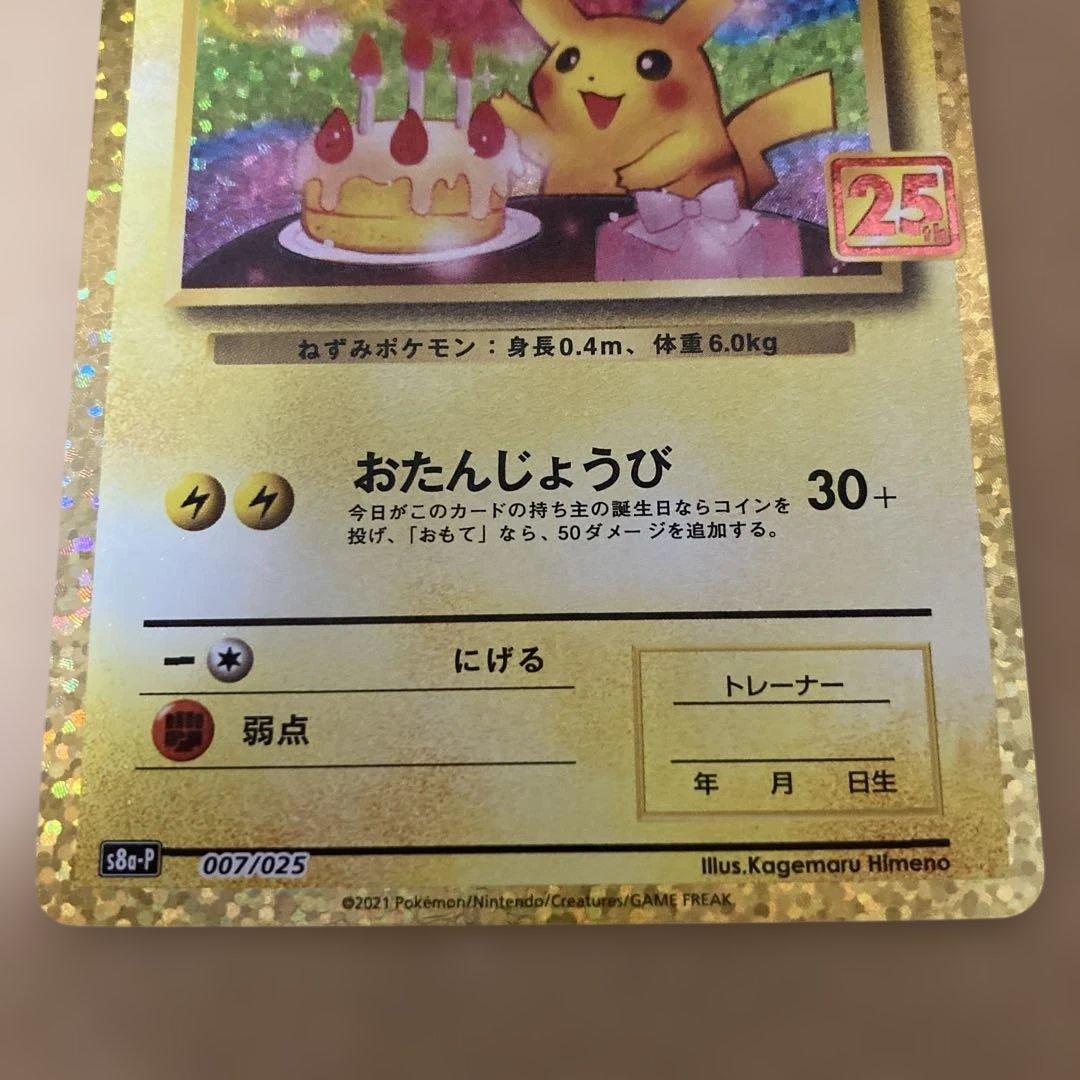 25th
ねずみポケモン：身長0.4m、体重6.0kg
おたんじょうび
30+
今日がこのカードの持ち主の誕生日ならコインを
投げ、「おもて」なら、50ダメージを追加する。
にげる
弱点
トレーナー
年 月 日生
s8a-P
007/025
Illus.Kagemaru Himeno
©2021 Pokémon/Nintendo/Creatures/GAME FREAK